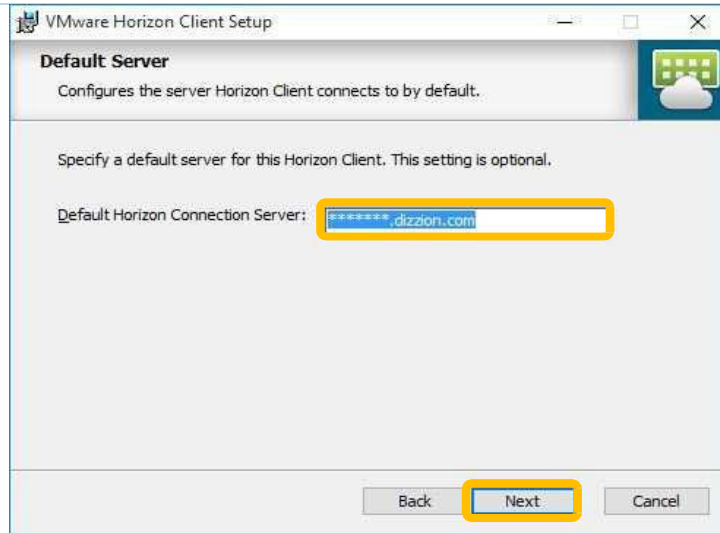 VMware Horizon Client Setup
Default Server
Configures the server Horizon Client connects to by default.
Specify a default server for this Horizon Client. This setting is optional.
Default Horizon Connection Server: *******.dizzion.com
Back Next Cancel